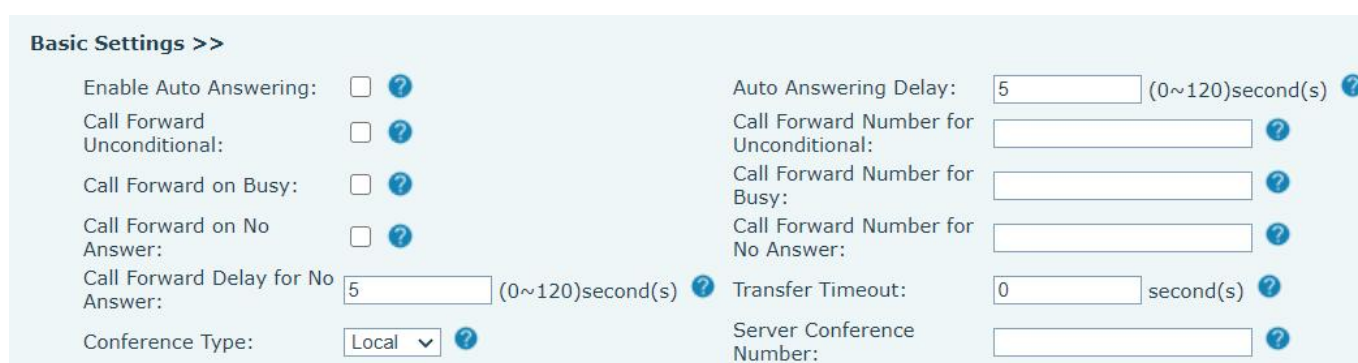 Basic Settings >>
Enable Auto Answering: ? Auto Answering Delay: 5 (0~120)second(s) ?
Call Forward
Unconditional: ? Call Forward Number for
Unconditional: ?
Call Forward on Busy: ? Call Forward Number for
Busy: ?
Call Forward on No
Answer: ? Call Forward Number for
No Answer: ?
Call Forward Delay for No
Answer: 5 (0~120)second(s) ? Transfer Timeout: 0 second(s) ?
Conference Type: Local ? Server Conference
Number: ?